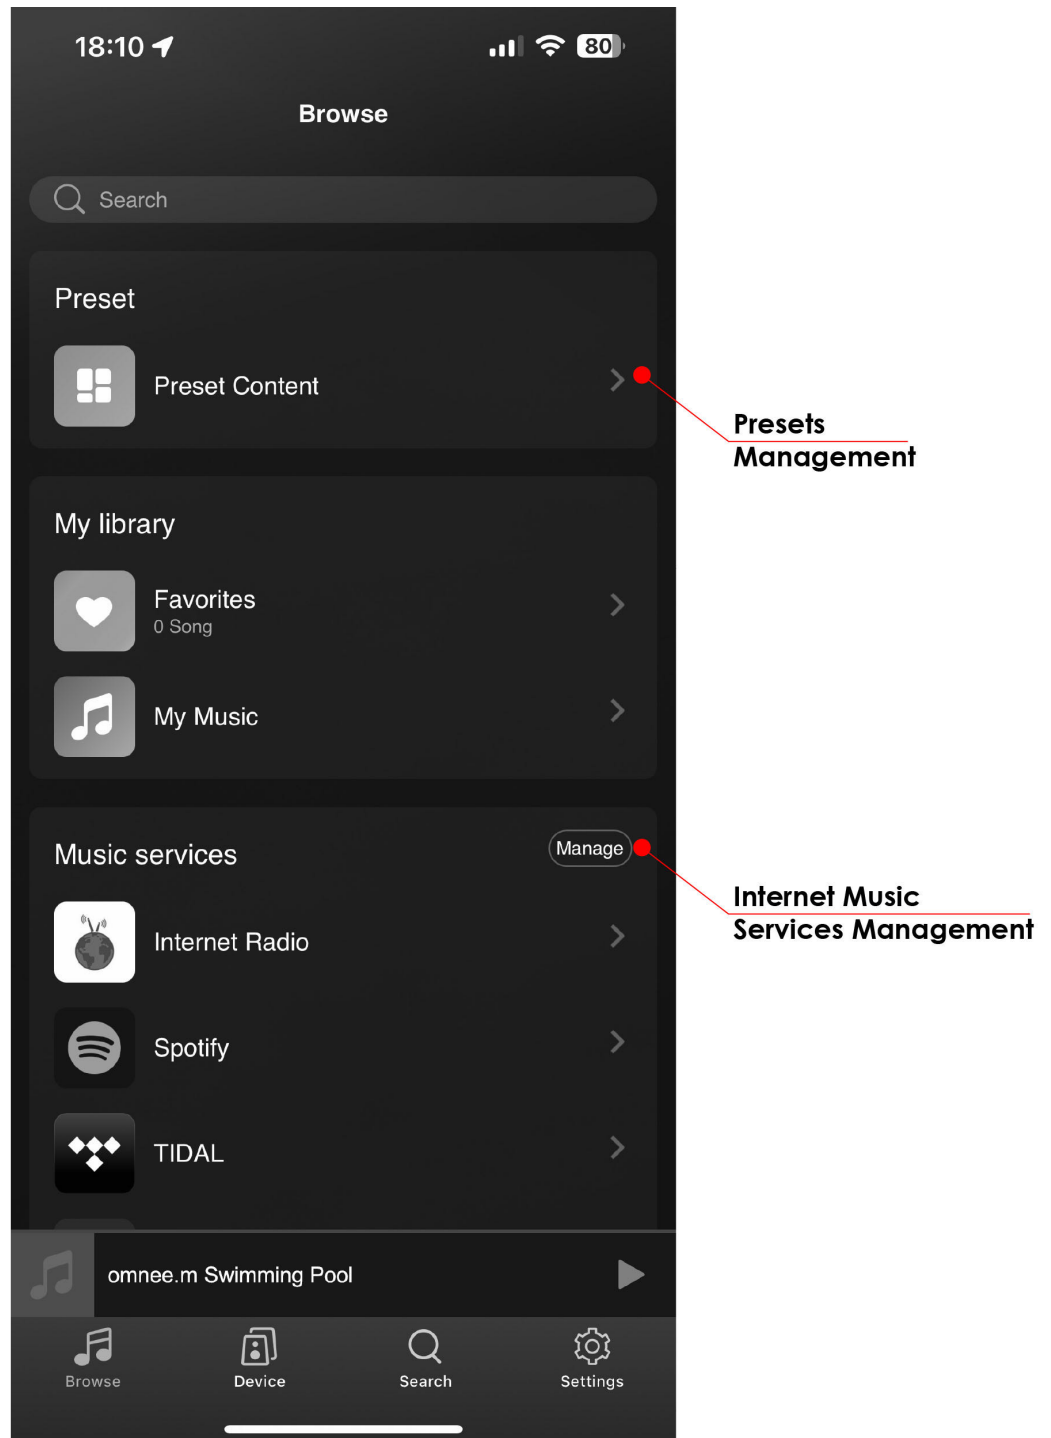 18:10
80
Browse
Search
Preset
Preset Content
Presets
Management
My library
Favorites
0 Song
My Music
Music services
Manage
Internet Music
Services Management
Internet Radio
Spotify
TIDAL
omnee.m Swimming Pool
Browse
Device
Search
Settings